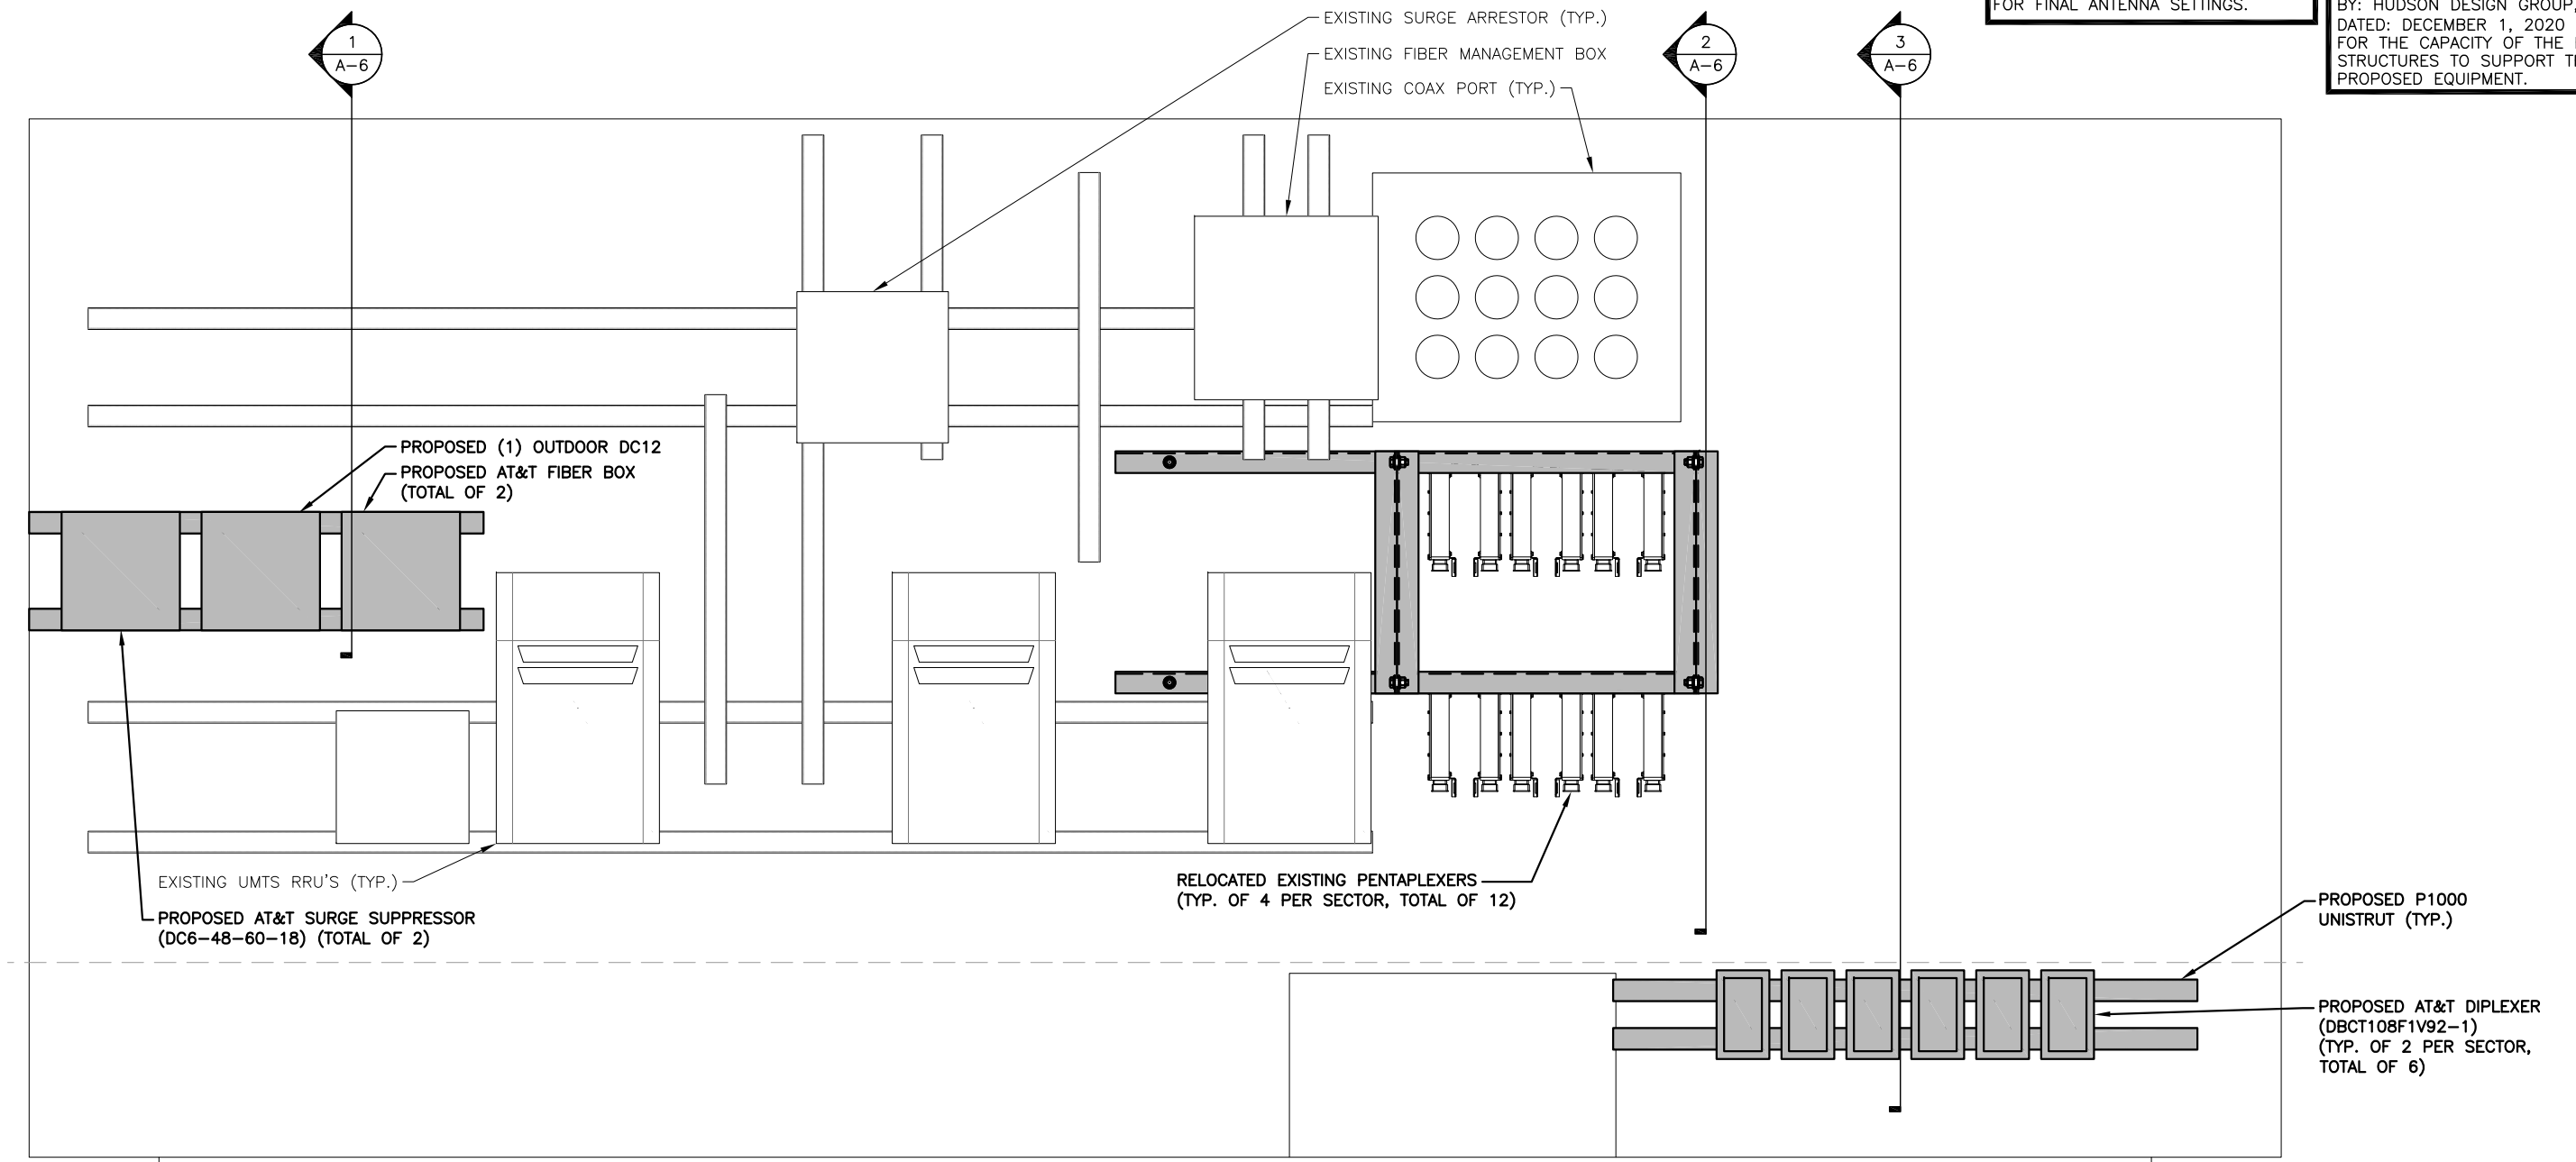 FOR FINAL ANTENNA SETTINGS.
BY: HUDSON DESIGN GROUP,
DATED: DECEMBER 1, 2020
FOR THE CAPACITY OF THE
STRUCTURES TO SUPPORT
PROPOSED EQUIPMENT.
1
A-6
EXISTING SURGE ARRESTOR (TYP.)
EXISTING FIBER MANAGEMENT BOX
EXISTING COAX PORT (TYP.)
2
A-6
3
A-6
PROPOSED (1) OUTDOOR DC12
PROPOSED AT&T FIBER BOX
(TOTAL OF 2)
EXISTING UMTS RRU'S (TYP.)
PROPOSED AT&T SURGE SUPPRESSOR
(DC6-48-60-18) (TOTAL OF 2)
RELOCATED EXISTING PENTAPLEXERS
(TYP. OF 4 PER SECTOR, TOTAL OF 12)
PROPOSED P1000
UNISTRUT (TYP.)
PROPOSED AT&T DIPLEXER
(DBCT108F1V92-1)
(TYP. OF 2 PER SECTOR,
TOTAL OF 6)